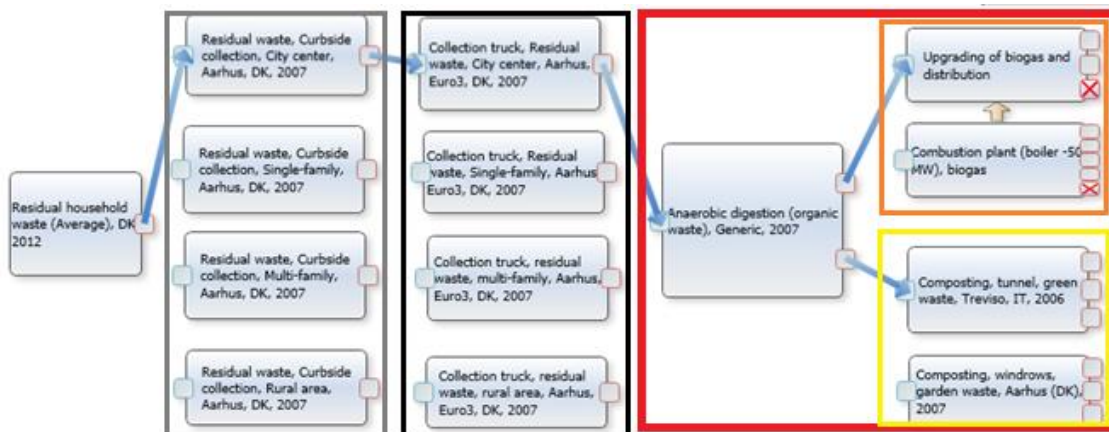 Residual household
waste (Average), DK
2012
Residual waste, Curbside
collection, City center,
Aarhus, DK, 2007
Residual waste, Curbside
collection, Single-family,
Aarhus, DK, 2007
Residual waste, Curbside
collection, Multi-family,
Aarhus, DK, 2007
Residual waste, Curbside
collection, Rural area,
Aarhus, DK, 2007
Collection truck, Residual
waste, City center, Aarhus,
Euro3, DK, 2007
Collection truck, Residual
waste, Single-family, Aarhus
Euro3, DK, 2007
Collection truck, residual
waste, multi-family, Aarhus,
Euro3, DK, 2007
Collection truck, residual
waste, rural area, Aarhus,
Euro3, DK, 2007
Anaerobic digestion (organic
waste), Generic, 2007
Upgrading of biogas and
distribution
Combustion plant (boiler
MW), biogas
Composting, tunnel, green
waste, Treviso, IT, 2006
Composting, windrows,
garden waste, Aarhus (DK),
2007